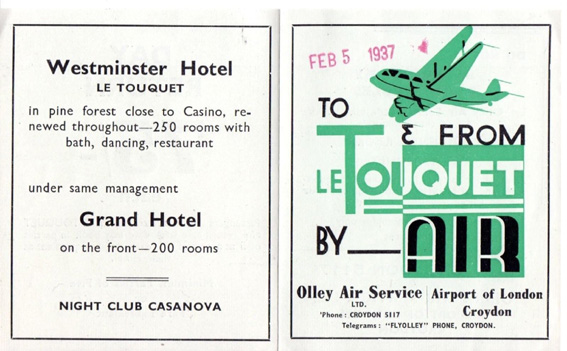 Westminster Hotel
LE TOUQUET
in pine forest close to Casino, re-
newed throughout—250 rooms with
bath, dancing, restaurant
under same management
Grand Hotel
on the front—200 rooms
NIGHT CLUB CASANOVA
FEB 5 1937
TO
& FROM
LE TOUQUET
BY—AIR
Olley Air Service
LTD.
'Phone : CROYDON 5117
Airport of London
Croydon
Telegrams : "FLYOLLEY" PHONE, CROYDON.